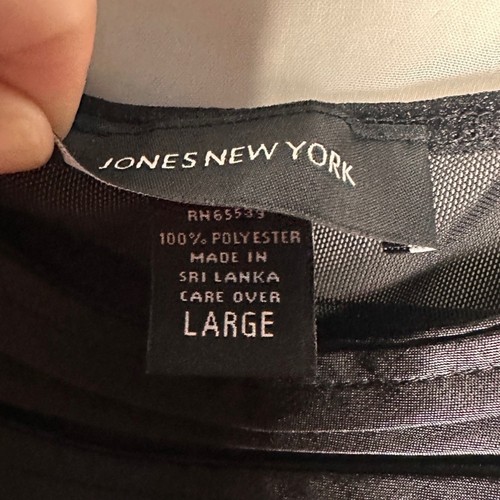 JONES NEW YORK
RN65539
100% POLYESTER
MADE IN
SRI LANKA
CARE OVER
LARGE